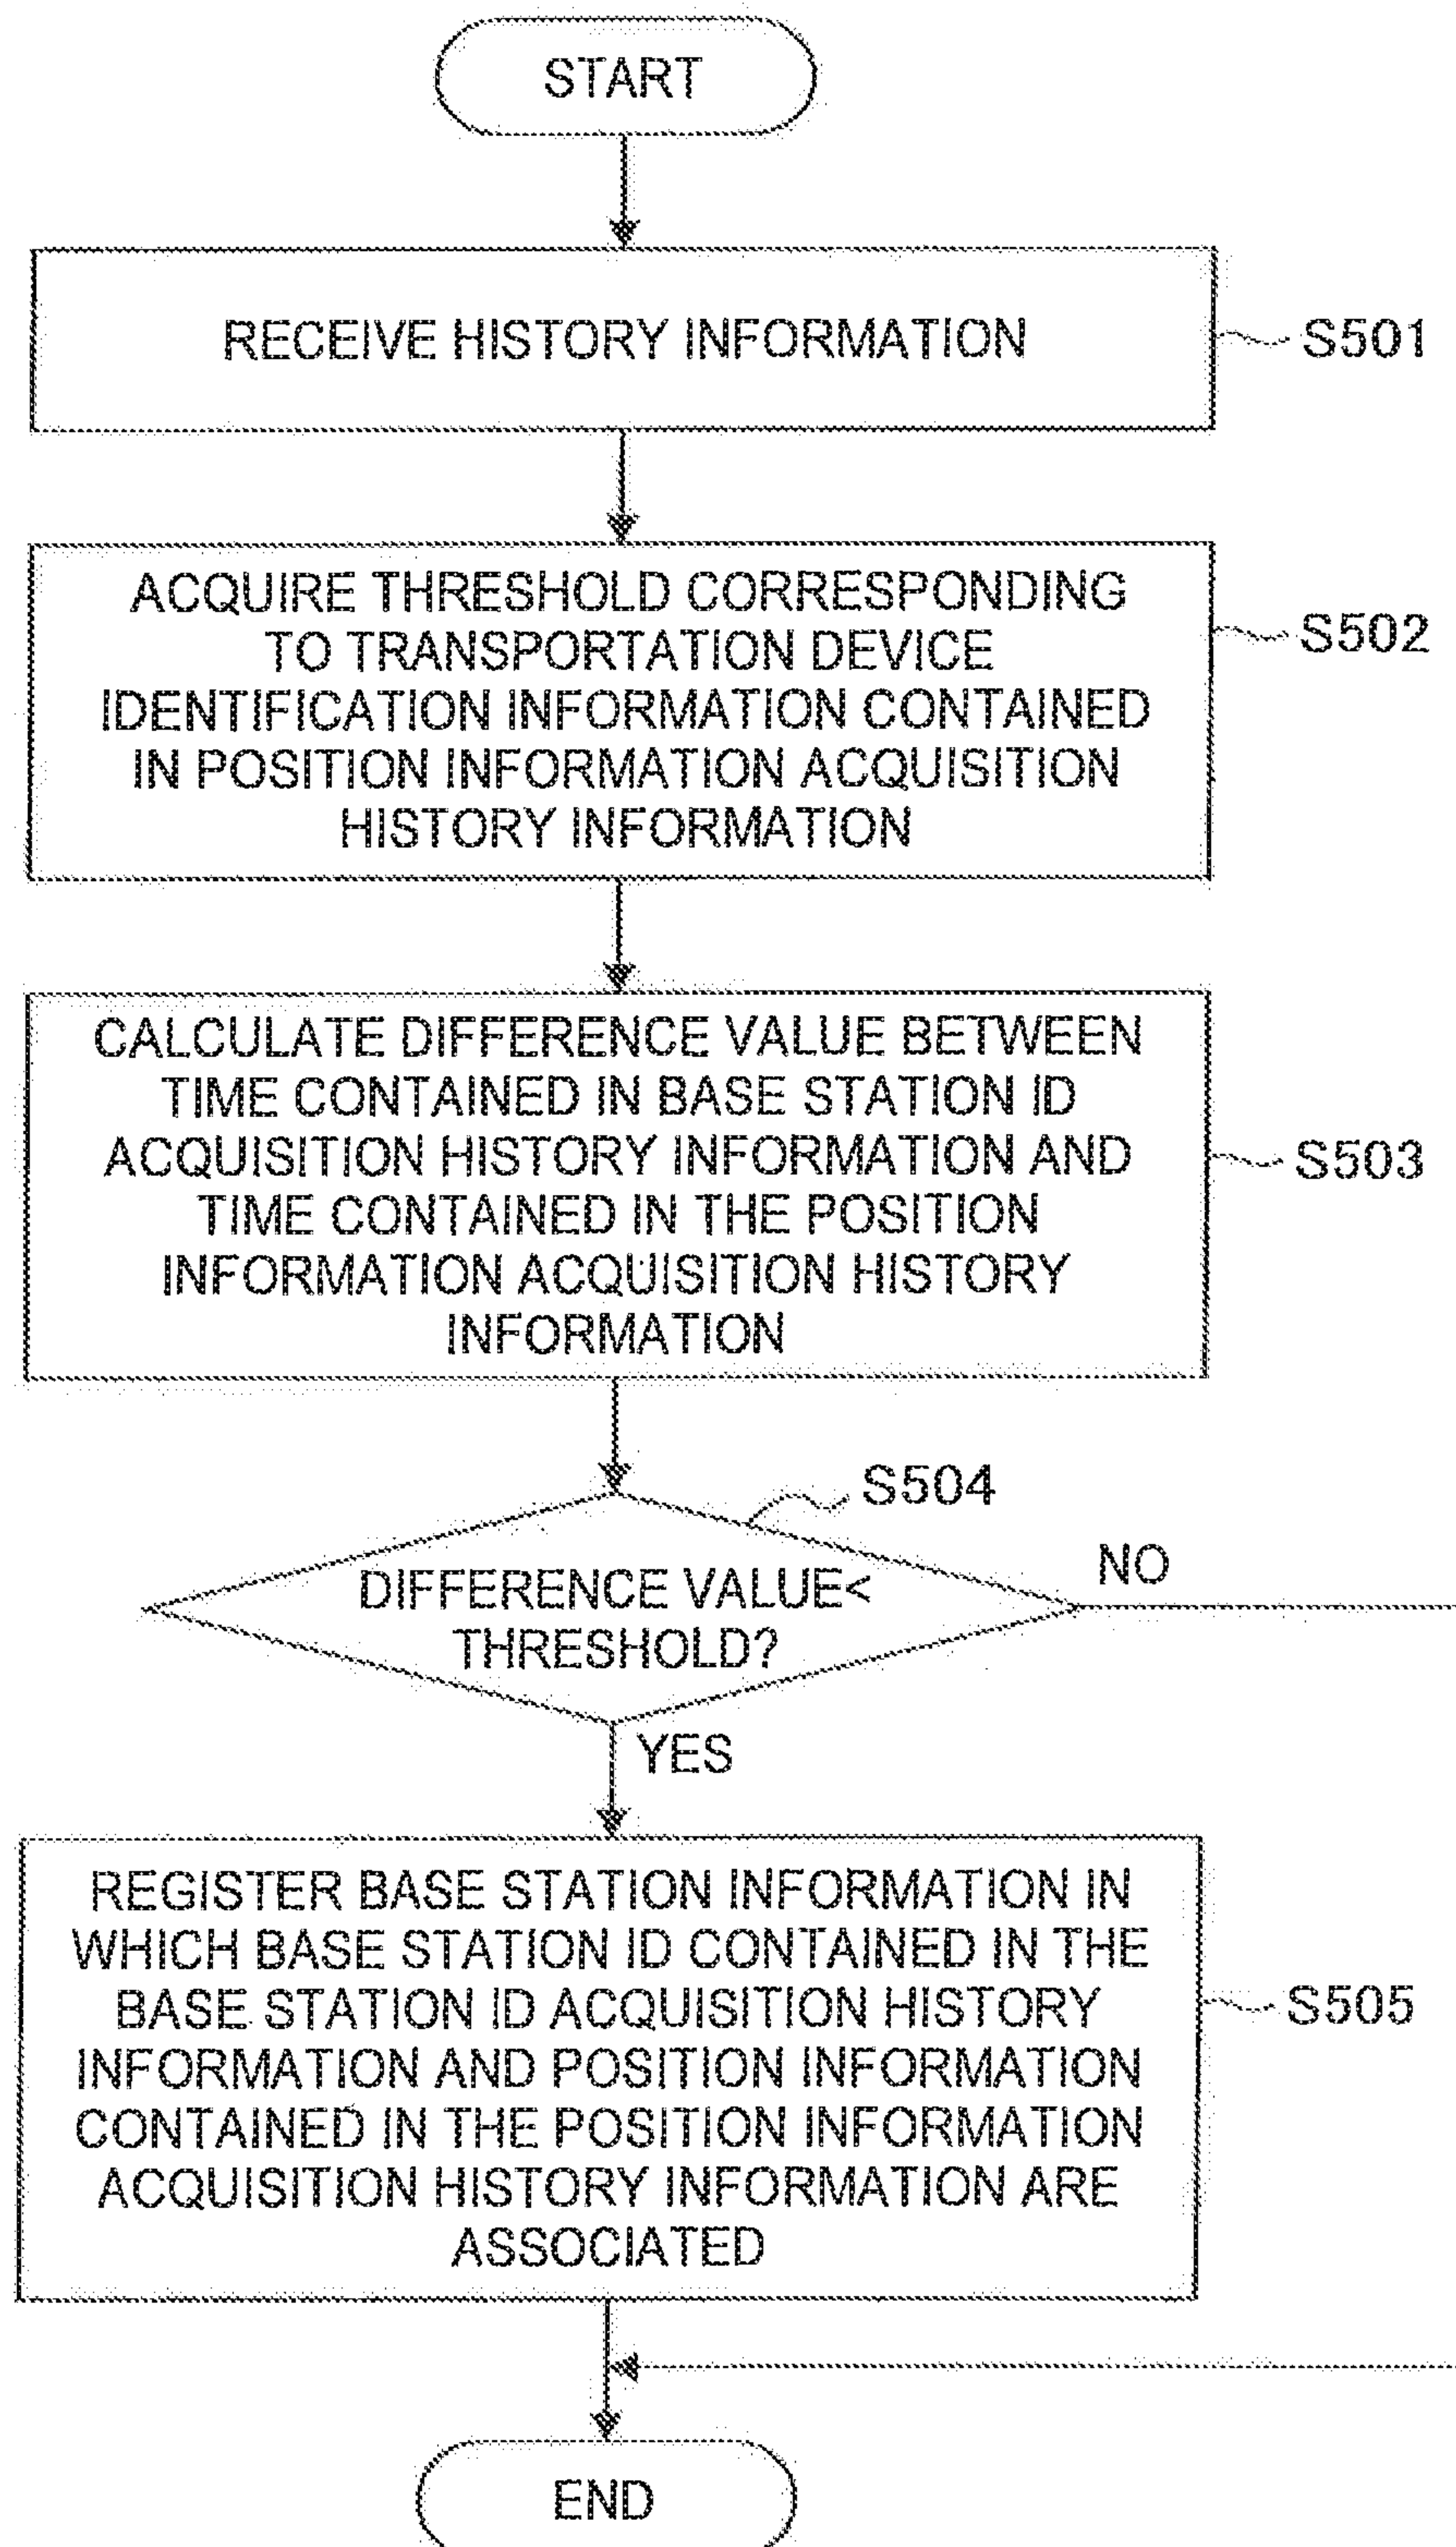 START
RECEIVE HISTORY INFORMATION
S501
ACQUIRE THRESHOLD CORRESPONDING
TO TRANSPORTATION DEVICE
IDENTIFICATION INFORMATION CONTAINED
IN POSITION INFORMATION ACQUISITION
HISTORY INFORMATION
S502
CALCULATE DIFFERENCE VALUE BETWEEN
TIME CONTAINED IN BASE STATION ID
ACQUISITION HISTORY INFORMATION AND
TIME CONTAINED IN THE POSITION
INFORMATION ACQUISITION HISTORY
INFORMATION
S503
S504
DIFFERENCE VALUE<
THRESHOLD?
NO
YES
REGISTER BASE STATION INFORMATION IN
WHICH BASE STATION ID CONTAINED IN THE
BASE STATION ID ACQUISITION HISTORY
INFORMATION AND POSITION INFORMATION
CONTAINED IN THE POSITION INFORMATION
ACQUISITION HISTORY INFORMATION ARE
ASSOCIATED
S505
END